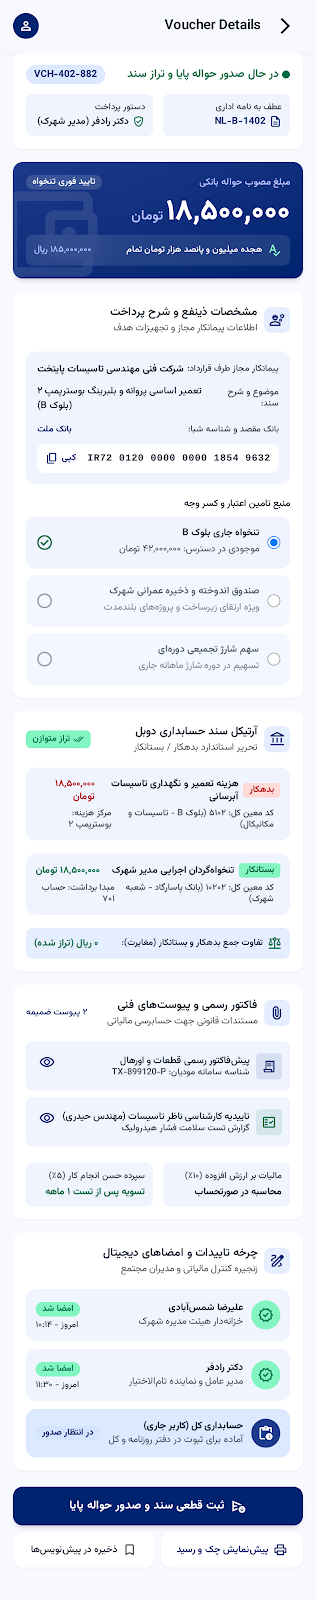 Voucher Details
در حال صدور حواله پایا و تراز سند
VCH-402-882
عطف به نامه اداری
NL-B-1402
دستور پرداخت
دکتر رادفر (مدیر شهرک)
مبلغ مصوب حواله بانکی
تایید فوری تنخواه
۱۸,۵۰۰,۰۰۰ تومان
هجده میلیون و پانصد هزار تومان تمام
۱۸۵,۰۰۰,۰۰۰ ریال
مشخصات ذینفع و شرح پرداخت
اطلاعات پیمانکار مجاز و تجهیزات هدف
پیمانکار مجاز طرف قرارداد: شرکت فنی مهندسی تاسیسات پایتخت
موضوع و شرح سند:
تعمیر اساسی پروانه و بلبرینگ بوسترپمپ ۲ (بلوک B)
بانک مقصد و شناسه شبا:
بانک ملت
IR72 0120 0000 0000 1854 9632
کپی
منبع تامین اعتبار و کسر وجه
تنخواه جاری بلوک B
موجودی در دسترس: ۴۲,۰۰۰,۰۰۰ تومان
صندوق اندوخته و ذخیره عمرانی شهرک
ویژه ارتقای زیرساخت و پروژه‌های بلندمدت
سهم شارژ تجمیعی دوره‌ای
تسهیم در دوره شارژ ماهانه جاری
آرتیکل سند حسابداری دوبل
تحریر استاندارد بدهکار / بستانکار
تراز متوازن
بدهکار
هزینه تعمیر و نگهداری تاسیسات آبرسانی
۱۸,۵۰۰,۰۰۰ تومان
کد معین کل: ۵۱۰۲ (بلوک B - تاسیسات و مکانیکال)
مرکز هزینه: بوسترپمپ ۲
بستانکار
تنخواه‌گردان اجرایی مدیر شهرک
۱۸,۵۰۰,۰۰۰ تومان
کد معین کل: ۱۰۲۰۲ (بانک پاسارگاد - شعبه شهرک)
مبدا برداشت: حساب ۷۰۱
تفاوت جمع بدهکار و بستانکار (مغایرت):
۰ ریال (تراز شده)
فاکتور رسمی و پیوست‌های فنی
مستندات قانونی جهت حسابرسی مالیاتی
۲ پیوست ضمیمه
پیش‌فاکتور رسمی قطعات و اورهال
شناسه سامانه مودیان: TX-899120-P
تاییدیه کارشناسی ناظر تاسیسات (مهندس حیدری)
گزارش تست سلامت فشار هیدرولیک
مالیات بر ارزش افزوده (۱۰٪)
محاسبه در صورتحساب
سپرده حسن انجام کار (۵٪)
تسویه پس از تست ۱ ماهه
چرخه تاییدات و امضاهای دیجیتال
زنجیره کنترل مالیاتی و مدیران مجتمع
علیرضا شمس‌آبادی
خزانه‌دار هیئت مدیره شهرک
امضا شد
امروز - ۱۰:۱۴
دکتر رادفر
مدیر عامل و نماینده تام‌الاختیار
امضا شد
امروز - ۱۱:۳۰
حسابداری کل (کاربر جاری)
آماده برای ثبت در دفتر روزنامه و کل
در انتظار صدور
ثبت قطعی سند و صدور حواله پایا
پیش‌نمایش چک و رسید
ذخیره در پیش‌نویس‌ها